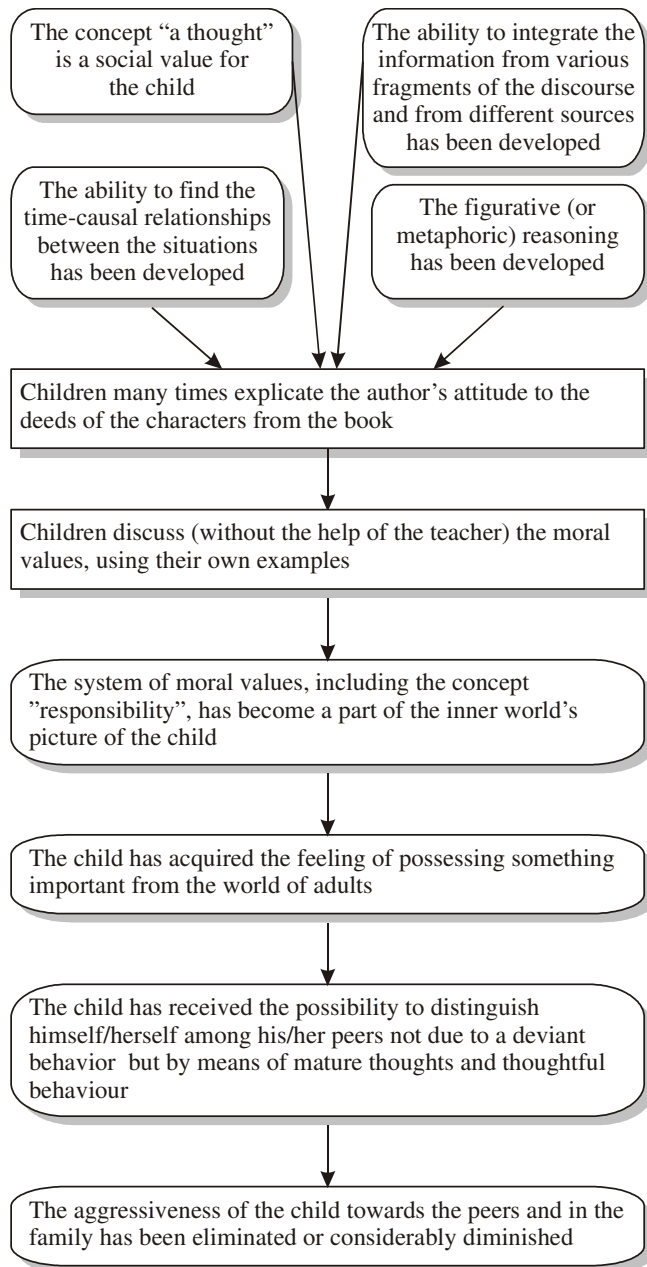 The concept “a thought”
is a social value for
the child
The ability to integrate the
information from various
fragments of the discourse
and from different sources
has been developed
The ability to find the
time-causal relationships
between the situations
has been developed
The figurative (or
metaphoric) reasoning
has been developed
Children many times explicate the author’s attitude to the
deeds of the characters from the book
Children discuss (without the help of the teacher) the moral
values, using their own examples
The system of moral values, including the concept
”responsibility”, has become a part of the inner world’s
picture of the child
The child has acquired the feeling of possessing something
important from the world of adults
The child has received the possibility to distinguish
himself/herself among his/her peers not due to a deviant
behavior but by means of mature thoughts and thoughtful
behaviour
The aggressiveness of the child towards the peers and in the
family has been eliminated or considerably diminished